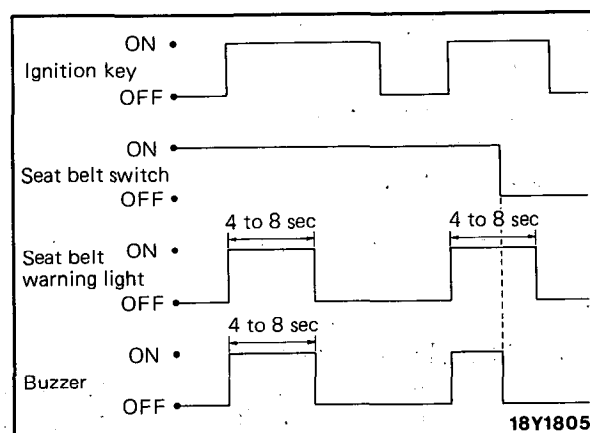 ON
Ignition key
OFF
ON
Seat belt switch
OFF
4 to 8 sec 4 to 8 sec
Seat belt ON
warning light
OFF
4 to 8 sec
ON
Buzzer
OFF
18Y1805